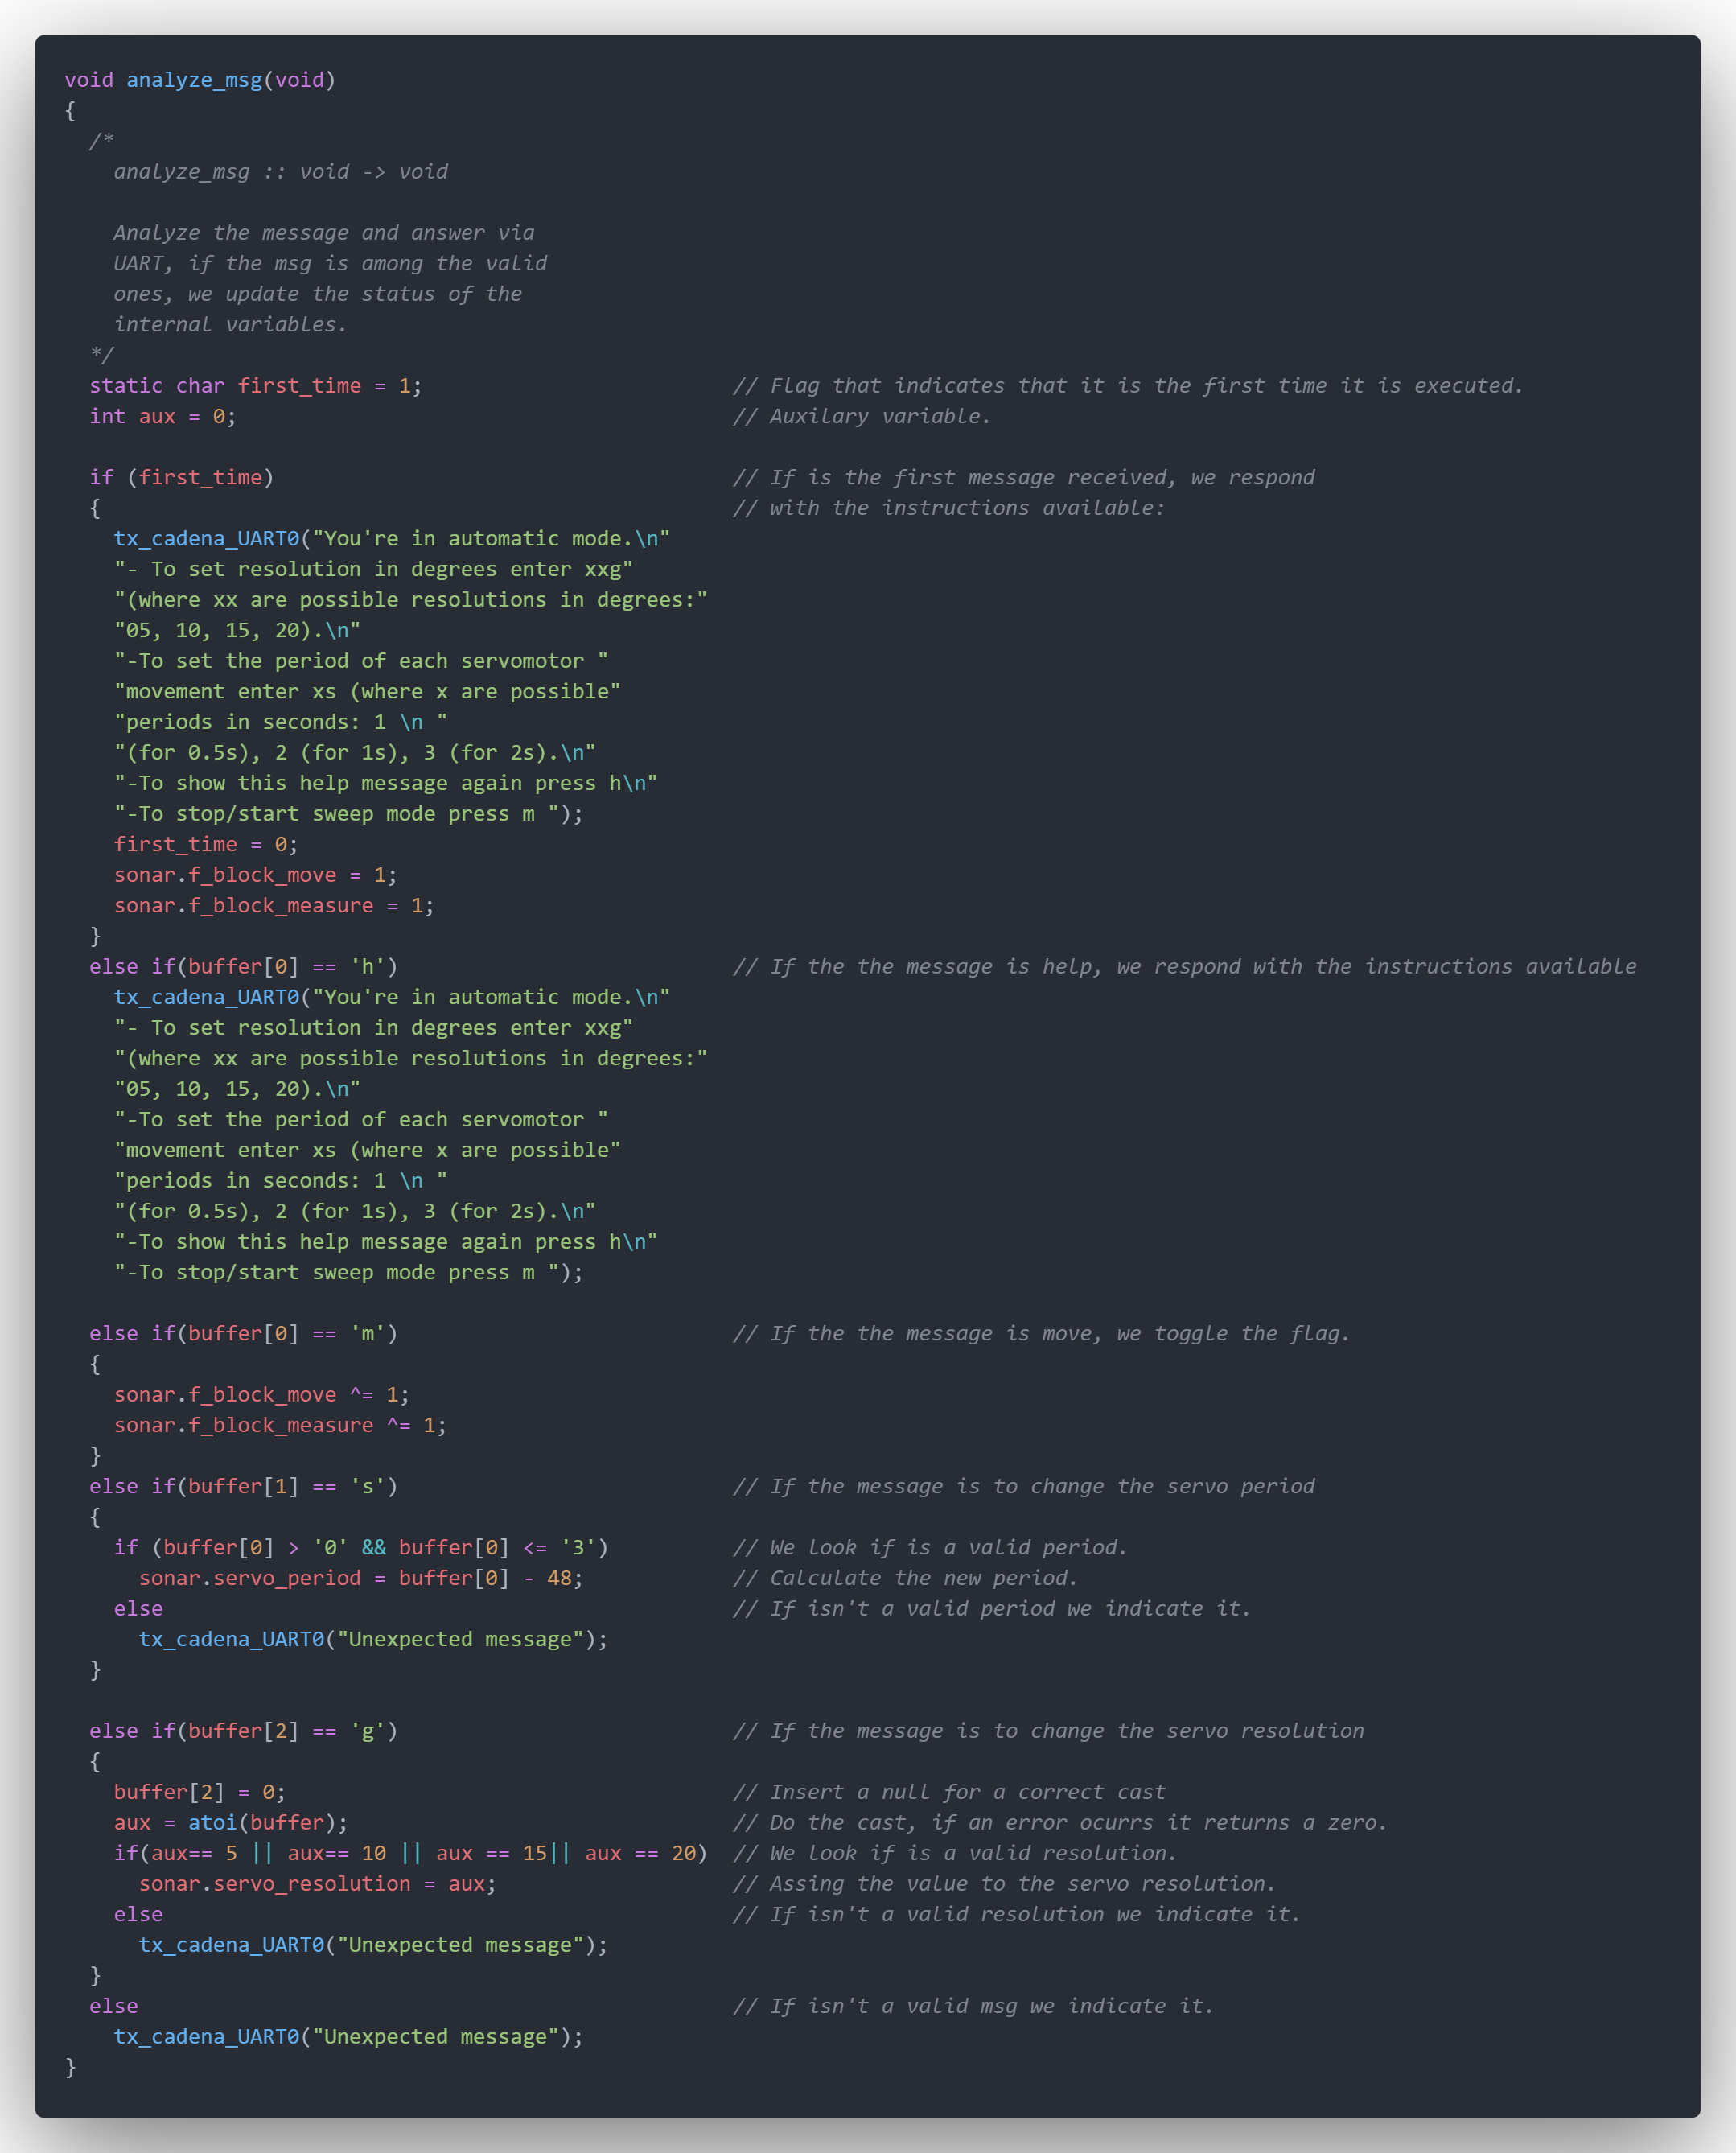 void analyze_msg(void)
{
  /*
    analyze_msg :: void -> void

    Analyze the message and answer via
    UART, if the msg is among the valid
    ones, we update the status of the
    internal variables.
  */
  static char first_time = 1;                         // Flag that indicates that it is the first time it is executed.
  int aux = 0;                                        // Auxilary variable.

  if (first_time)                                     // If is the first message received, we respond
  {                                                   // with the instructions available:
    tx_cadena_UART0("You're in automatic mode.\n"
    "- To set resolution in degrees enter xxg"
    "(where xx are possible resolutions in degrees:"
    "05, 10, 15, 20).\n"
    "-To set the period of each servomotor "
    "movement enter xs (where x are possible"
    "periods in seconds: 1 \n "
    "(for 0.5s), 2 (for 1s), 3 (for 2s).\n"
    "-To show this help message again press h\n"
    "-To stop/start sweep mode press m ");
    first_time = 0;
    sonar.f_block_move = 1;
    sonar.f_block_measure = 1;
  }
  else if(buffer[0] == 'h')                           // If the the message is help, we respond with the instructions available
    tx_cadena_UART0("You're in automatic mode.\n"
    "- To set resolution in degrees enter xxg"
    "(where xx are possible resolutions in degrees:"
    "05, 10, 15, 20).\n"
    "-To set the period of each servomotor "
    "movement enter xs (where x are possible"
    "periods in seconds: 1 \n "
    "(for 0.5s), 2 (for 1s), 3 (for 2s).\n"
    "-To show this help message again press h\n"
    "-To stop/start sweep mode press m ");

  else if(buffer[0] == 'm')                           // If the the message is move, we toggle the flag.
  {
    sonar.f_block_move ^= 1;
    sonar.f_block_measure ^= 1;
  }
  else if(buffer[1] == 's')                           // If the message is to change the servo period
  {
    if (buffer[0] > '0' && buffer[0] <= '3')          // We look if is a valid period.
      sonar.servo_period = buffer[0] - 48;            // Calculate the new period.
    else                                              // If isn't a valid period we indicate it.
      tx_cadena_UART0("Unexpected message");
  }

  else if(buffer[2] == 'g')                           // If the message is to change the servo resolution
  {
    buffer[2] = 0;                                    // Insert a null for a correct cast
    aux = atoi(buffer);                               // Do the cast, if an error ocurrs it returns a zero.
    if(aux== 5 || aux== 10 || aux == 15|| aux == 20)  // We look if is a valid resolution.
      sonar.servo_resolution = aux;                   // Assing the value to the servo resolution.
    else                                              // If isn't a valid resolution we indicate it.
      tx_cadena_UART0("Unexpected message");
  }
  else                                                // If isn't a valid msg we indicate it.
    tx_cadena_UART0("Unexpected message");
}